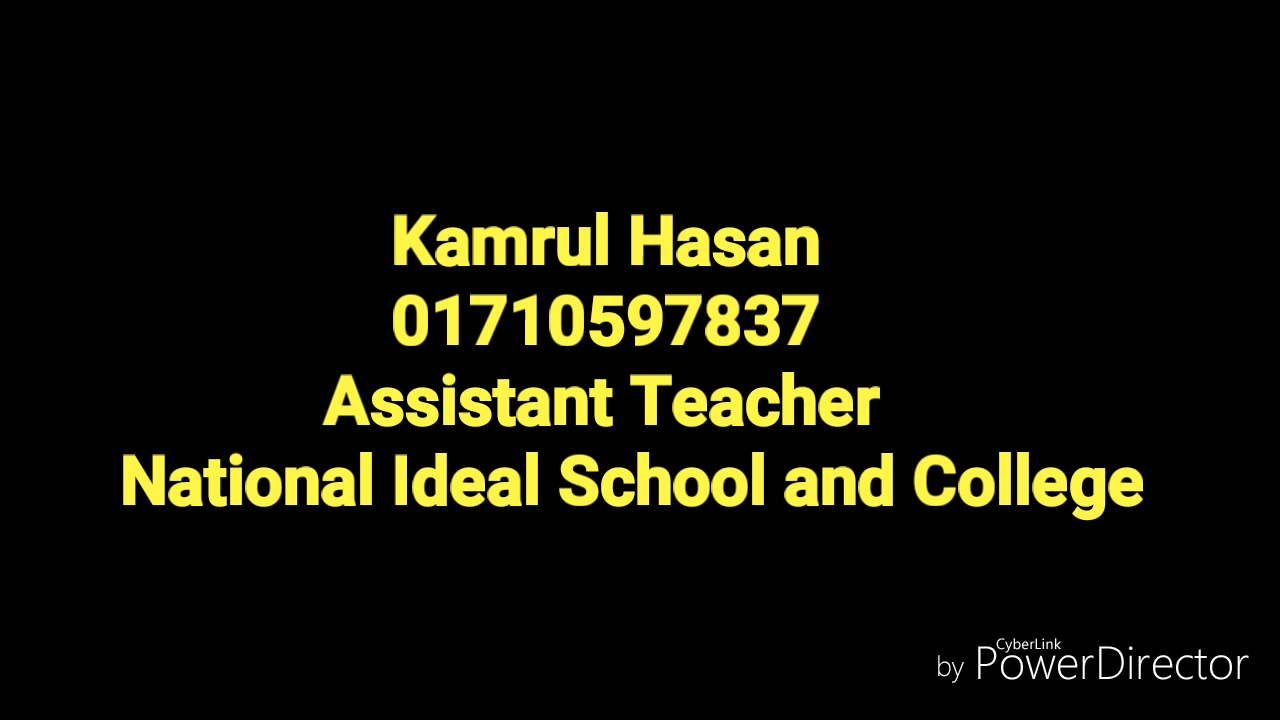 Kamrul Hasan
01710597837
Assistant Teacher
National Ideal School and College
CyberLink
by PowerDirector